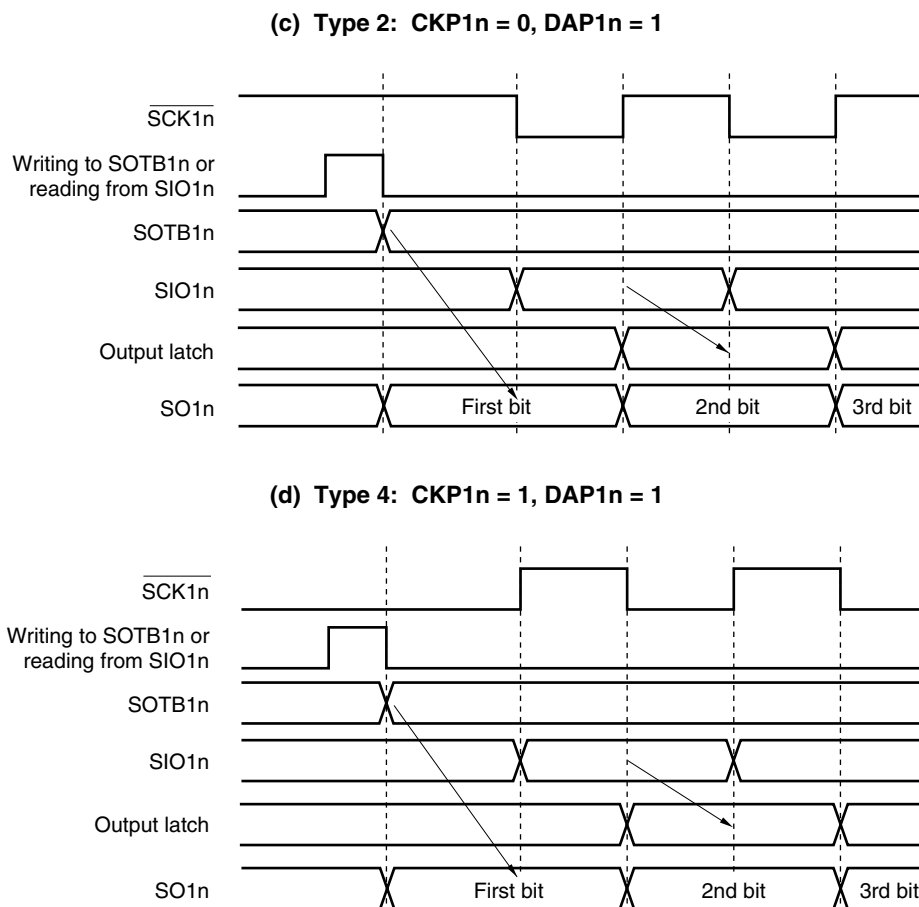 (c) Type 2: CKP1n = 0, DAP1n = 1
SCK1n
Writing to SOTB1n or
reading from SIO1n
SOTB1n
SIO1n
Output latch
SO1n
First bit
2nd bit
3rd bit
(d) Type 4: CKP1n = 1, DAP1n = 1
SCK1n
Writing to SOTB1n or
reading from SIO1n
SOTB1n
SIO1n
Output latch
SO1n
First bit
2nd bit
3rd bit